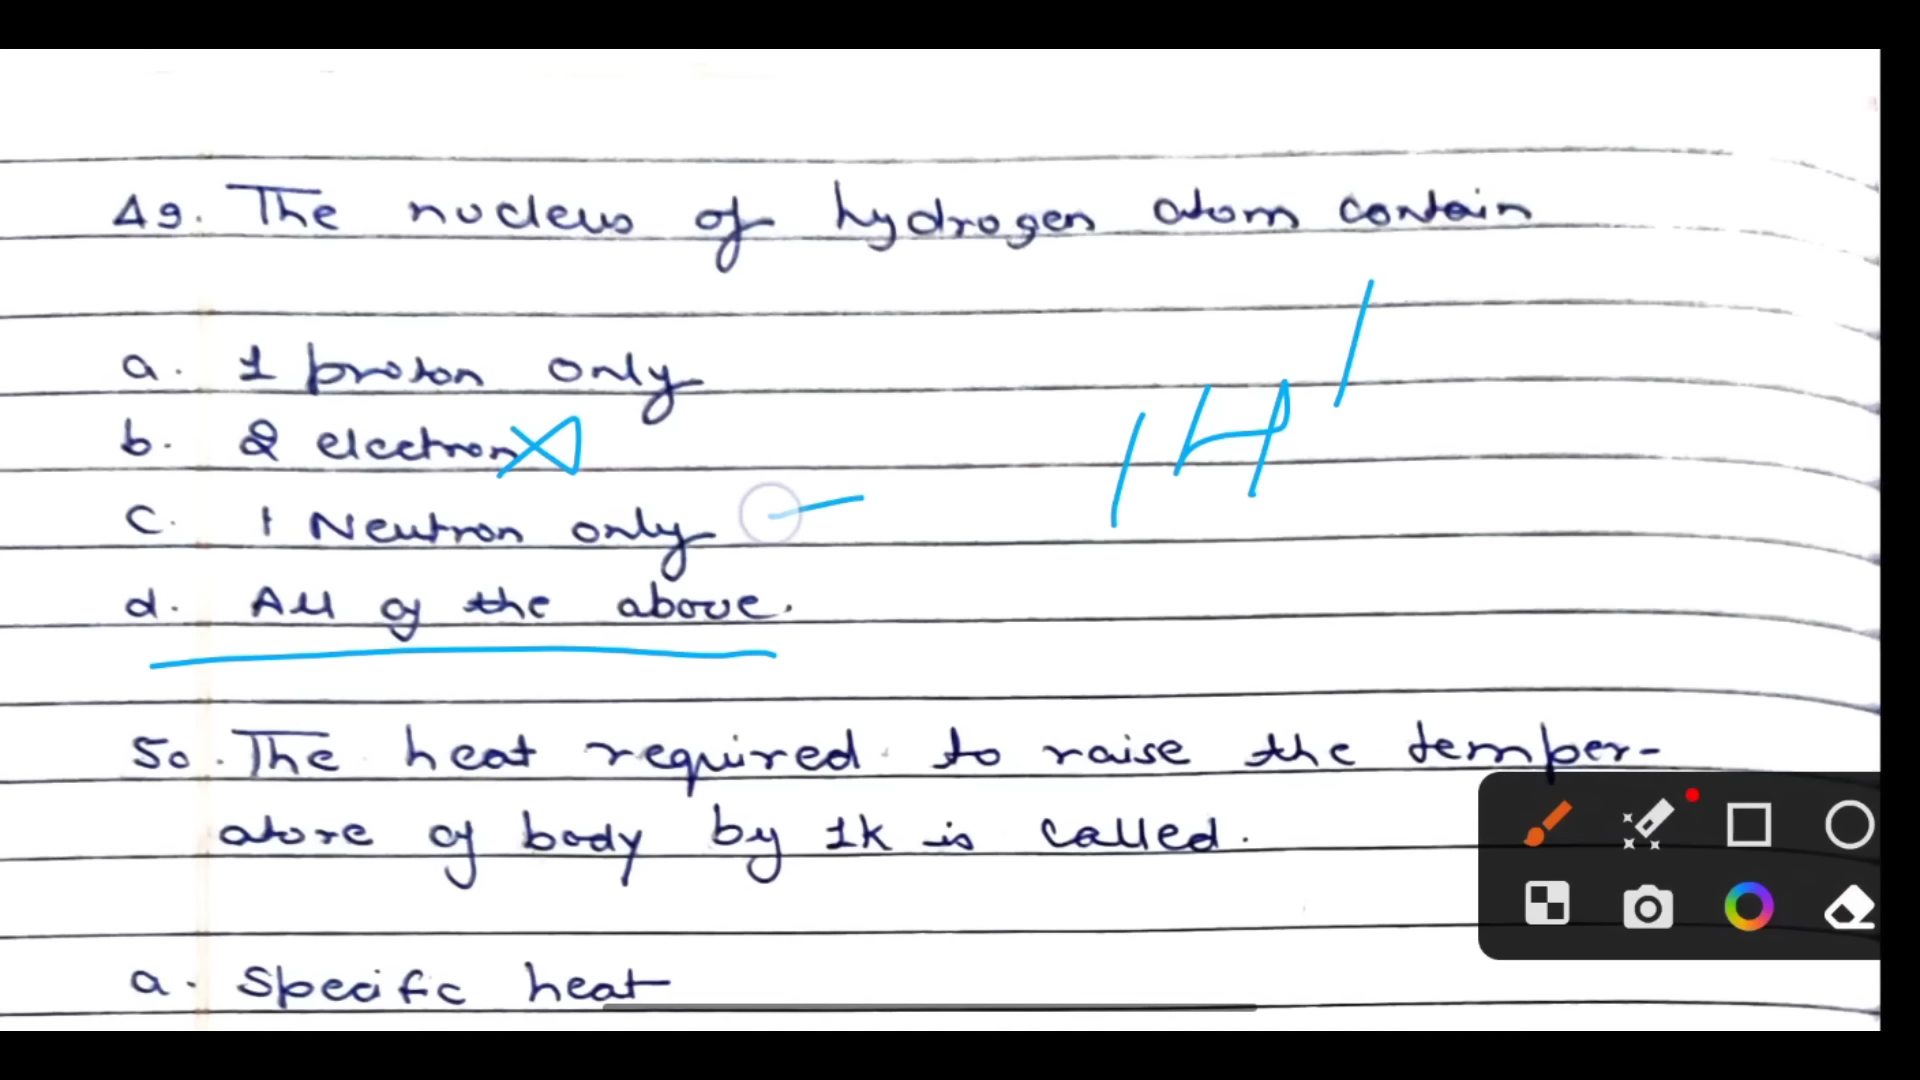 49. The nucleus of hydrogen atom contain
a. 1 proton only
b. 2 electron
1H1
c. 1 Neutron only
d. All of the above.
50. The heat required to raise the temper-
ature of body by 1k is called.
a. Specific heat